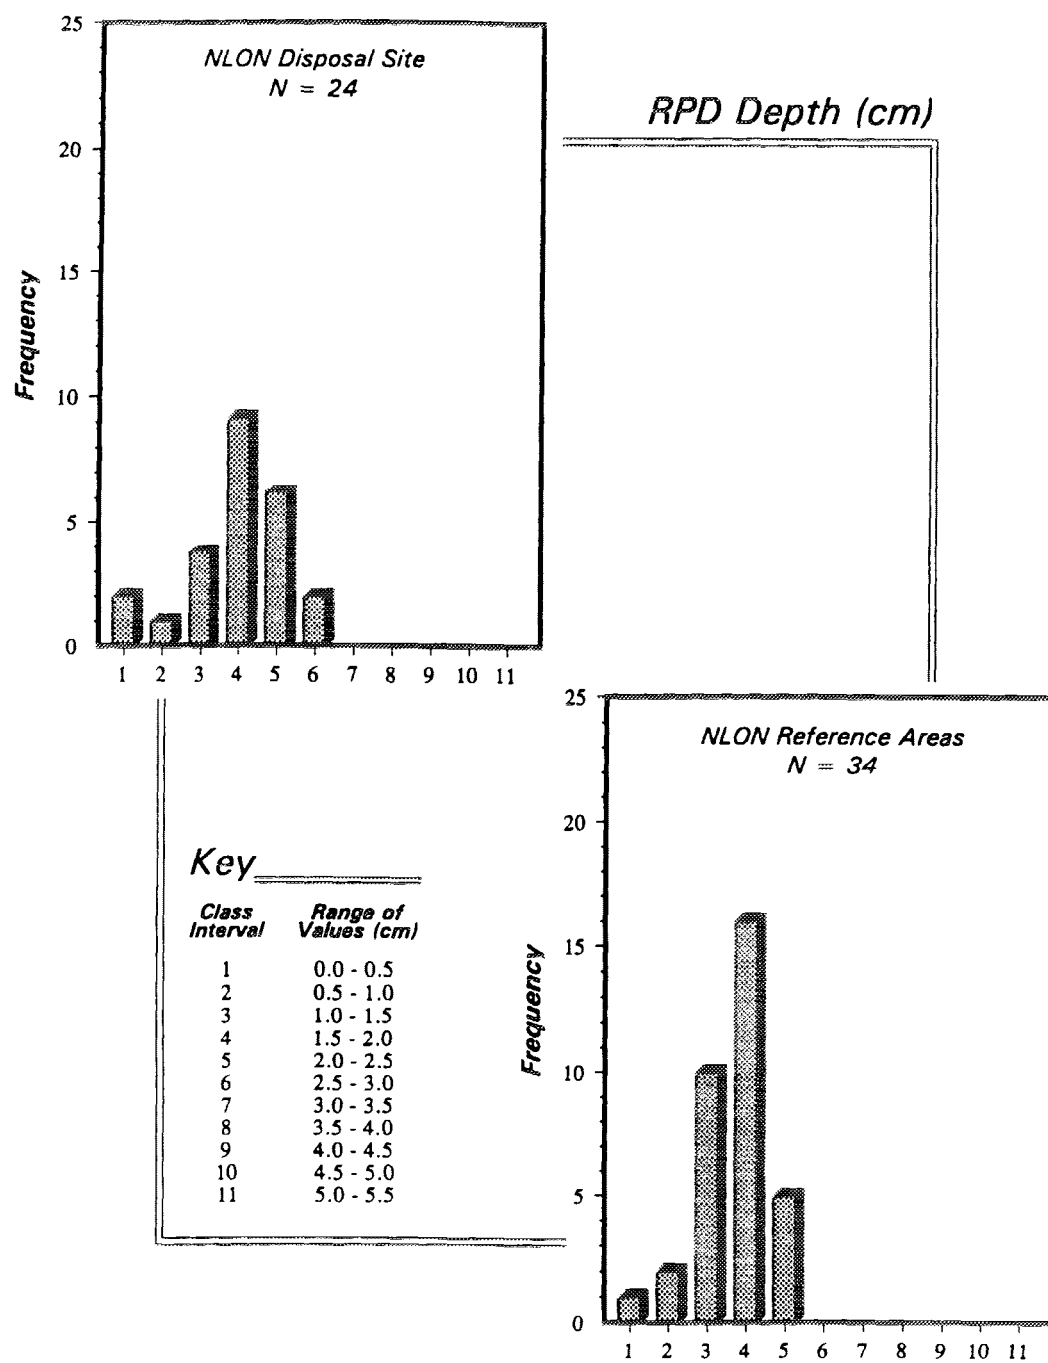 25
NLON Disposal Site
N = 24
20
15
10
5
0
Frequency
1 2 3 4 5 6 7 8 9 10 11
RPD Depth (cm)
Key
Class Interval Range of Values (cm)
1 0.0 - 0.5
2 0.5 - 1.0
3 1.0 - 1.5
4 1.5 - 2.0
5 2.0 - 2.5
6 2.5 - 3.0
7 3.0 - 3.5
8 3.5 - 4.0
9 4.0 - 4.5
10 4.5 - 5.0
11 5.0 - 5.5
25
NLON Reference Areas
N = 34
20
15
10
5
0
Frequency
1 2 3 4 5 6 7 8 9 10 11